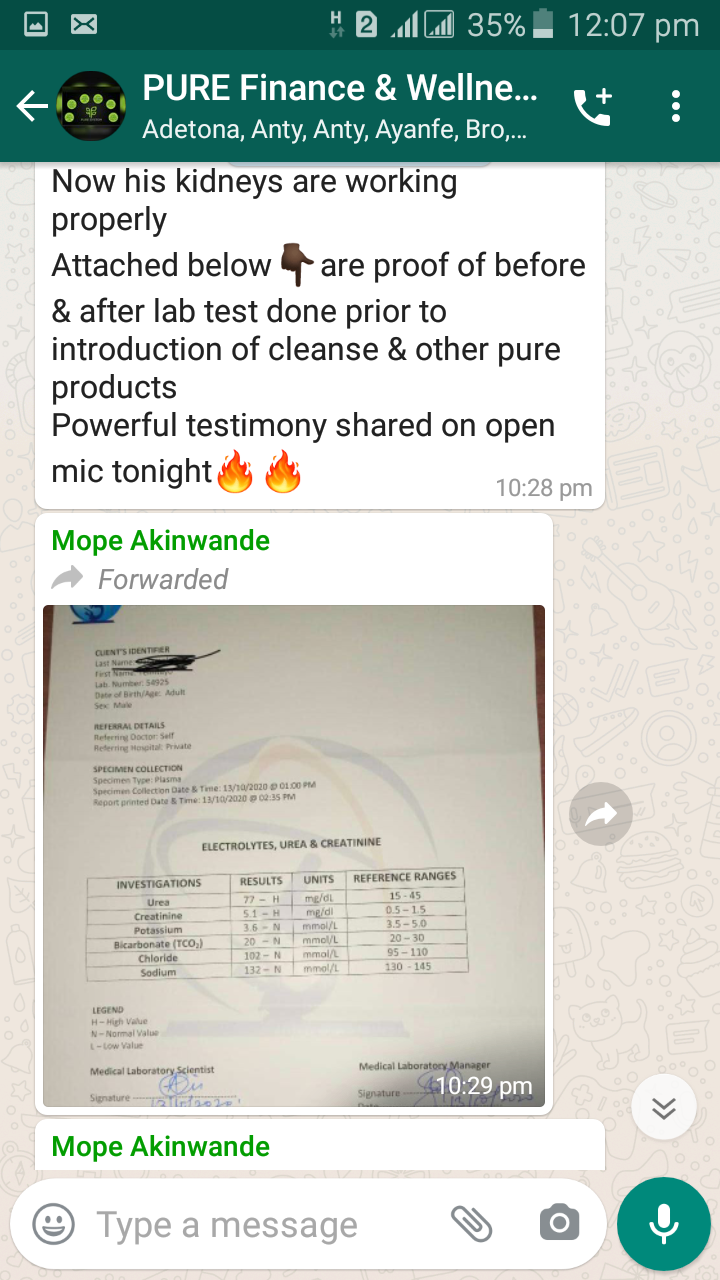 H 2 35% 12:07 pm
PURE Finance & Wellne...
Adetona, Anty, Anty, Ayanfe, Bro,...
Now his kidneys are working
properly
Attached below👇🏿are proof of before
& after lab test done prior to
introduction of cleanse & other pure
products
Powerful testimony shared on open
mic tonight🔥🔥
10:28 pm
Mope Akinwande
Forwarded
CLIENT'S IDENTIFIER
Last Name:
First Name:
Lab. Number: 54925
Date of Birth/Age: Adult
Sex: Male
REFERRAL DETAILS
Referring Doctor: Self
Referring Hospital: Private
SPECIMEN COLLECTION
Specimen Type: Plasma
Specimen Collection Date & Time: 13/10/2020 @ 01:00 PM
Report printed Date & Time: 13/10/2020 @ 02:35 PM
ELECTROLYTES, UREA & CREATININE
INVESTIGATIONS RESULTS UNITS REFERENCE RANGES
Urea 77 – H mg/dL 15 - 45
Creatinine 5.1 – H mg/dl 0.5 – 1.5
Potassium 3.6 – N mmol/L 3.5 – 5.0
Bicarbonate (TCO₂) 20 – N mmol/L 20 – 30
Chloride 102 – N mmol/L 95 – 110
Sodium 132 – N mmol/L 130 - 145
LEGEND
H – High Value
N – Normal Value
L – Low Value
Medical Laboratory Scientist Medical Laboratory Manager
Signature Signature
13/10/2020
10:29 pm
Mope Akinwande
Type a message